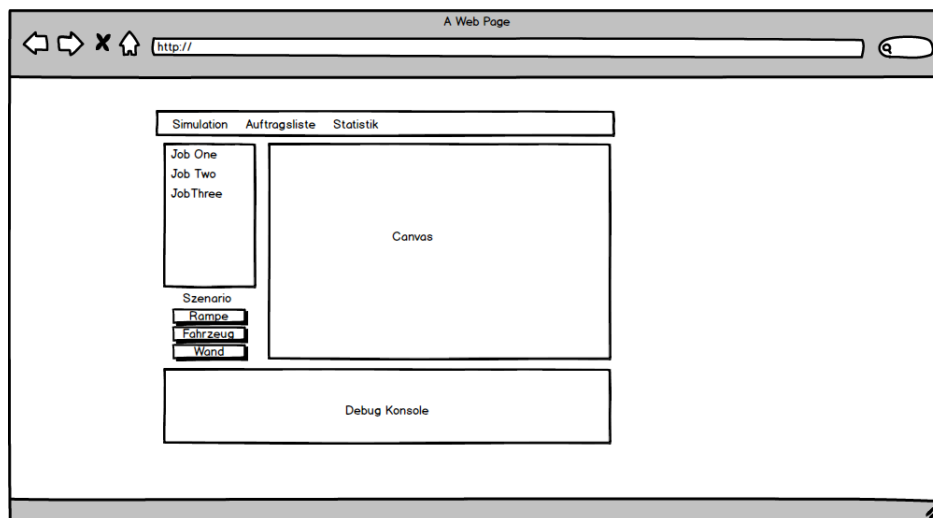 A Web Page
http://
Simulation Auftragsliste Statistik
Job One
Job Two
JobThree
Canvas
Szenario
Rampe
Fahrzeug
Wand
Debug Konsole